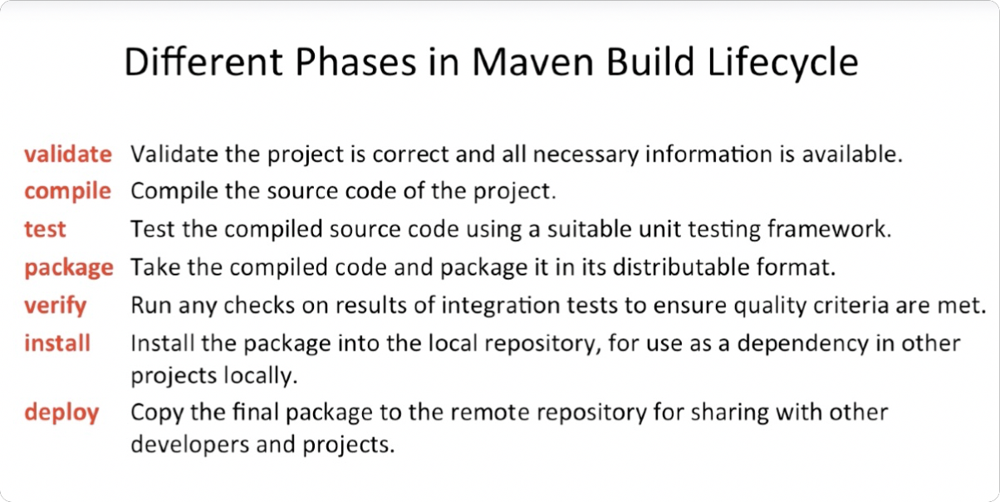 Different Phases in Maven Build Lifecycle
validate Validate the project is correct and all necessary information is available.
compile Compile the source code of the project.
test Test the compiled source code using a suitable unit testing framework.
package Take the compiled code and package it in its distributable format.
verify Run any checks on results of integration tests to ensure quality criteria are met.
install Install the package into the local repository, for use as a dependency in other
projects locally.
deploy Copy the final package to the remote repository for sharing with other
developers and projects.